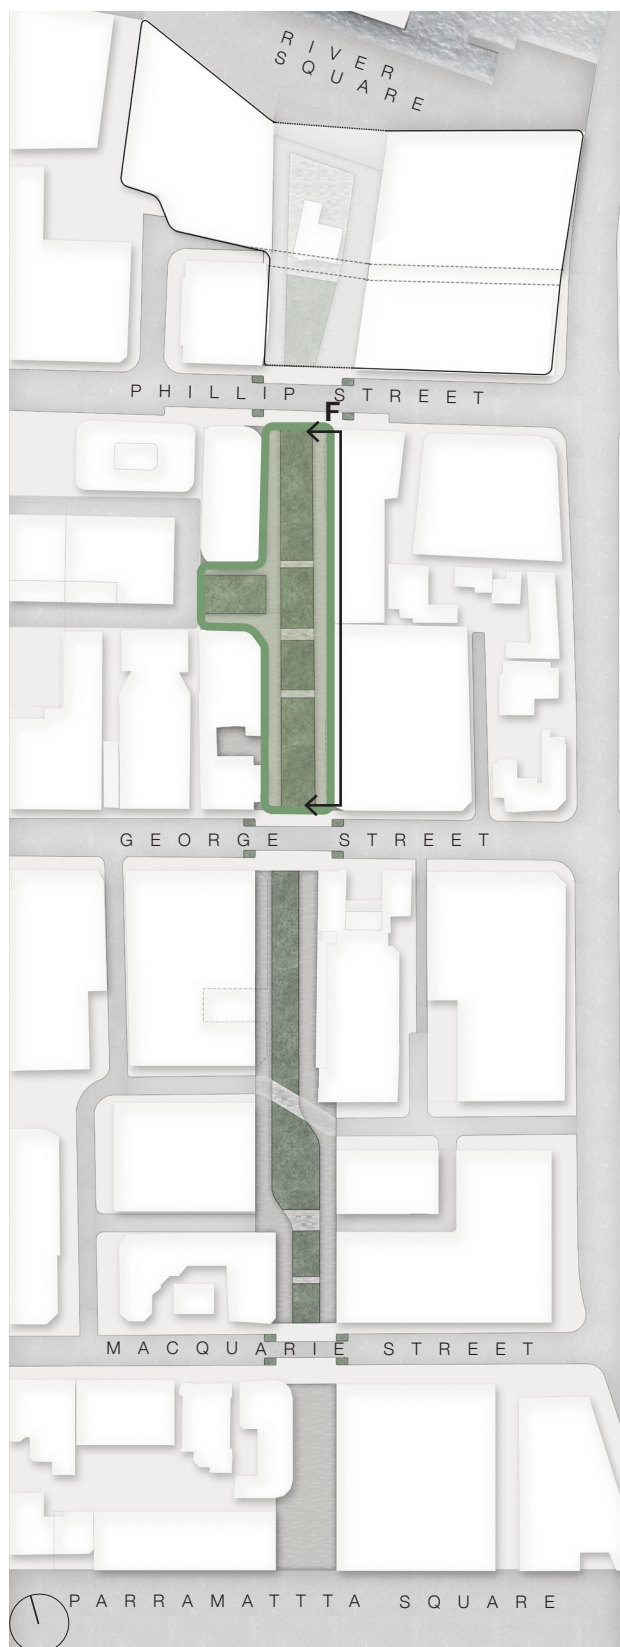 RIVER
SQUARE
PHILLIP STREET
F
GEORGE STREET
MACQUARIE STREET
PARRAMATTTA SQUARE